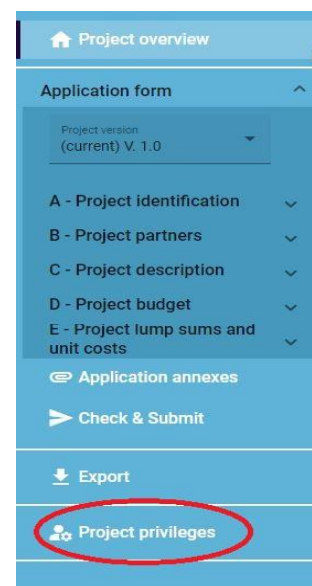 Project overview
Application form
Project version
(current) V. 1.0
A - Project identification
B - Project partners
C - Project description
D - Project budget
E - Project lump sums and
unit costs
Application annexes
Check & Submit
Export
Project privileges